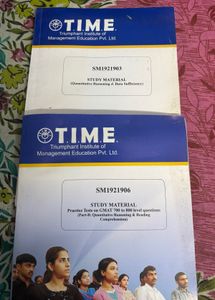 TIME
Triumphant Institute of
Management Education Pvt. Ltd.
SM1921903
STUDY MATERIAL
(Quantitative Reasoning & Data Sufficiency)
TIME
Triumphant Institute of
Management Education Pvt. Ltd.
SM1921906
STUDY MATERIAL
Practice Tests on GMAT 700 to 800 level questions
(Part-B: Quantitative Reasoning & Reading
Comprehension)